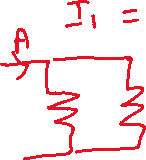 I₁ =
A